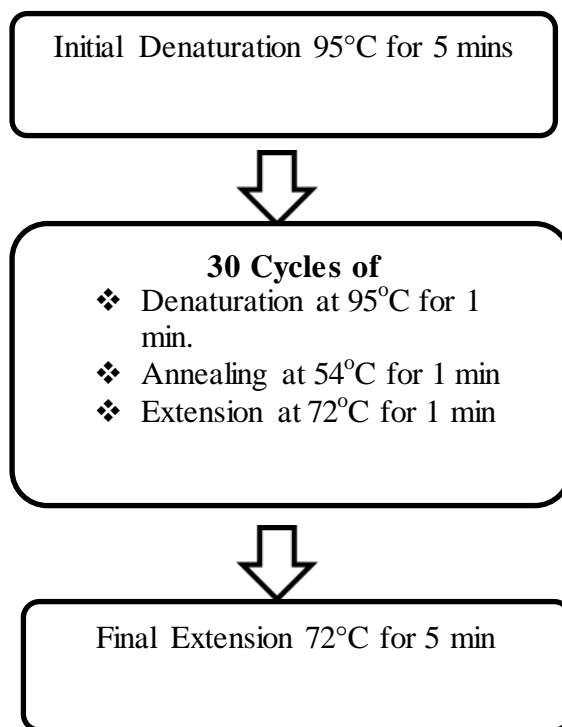 Initial Denaturation 95°C for 5 mins
30 Cycles of
❖ Denaturation at 95°C for 1
min.
❖ Annealing at 54°C for 1 min
❖ Extension at 72°C for 1 min
Final Extension 72°C for 5 min